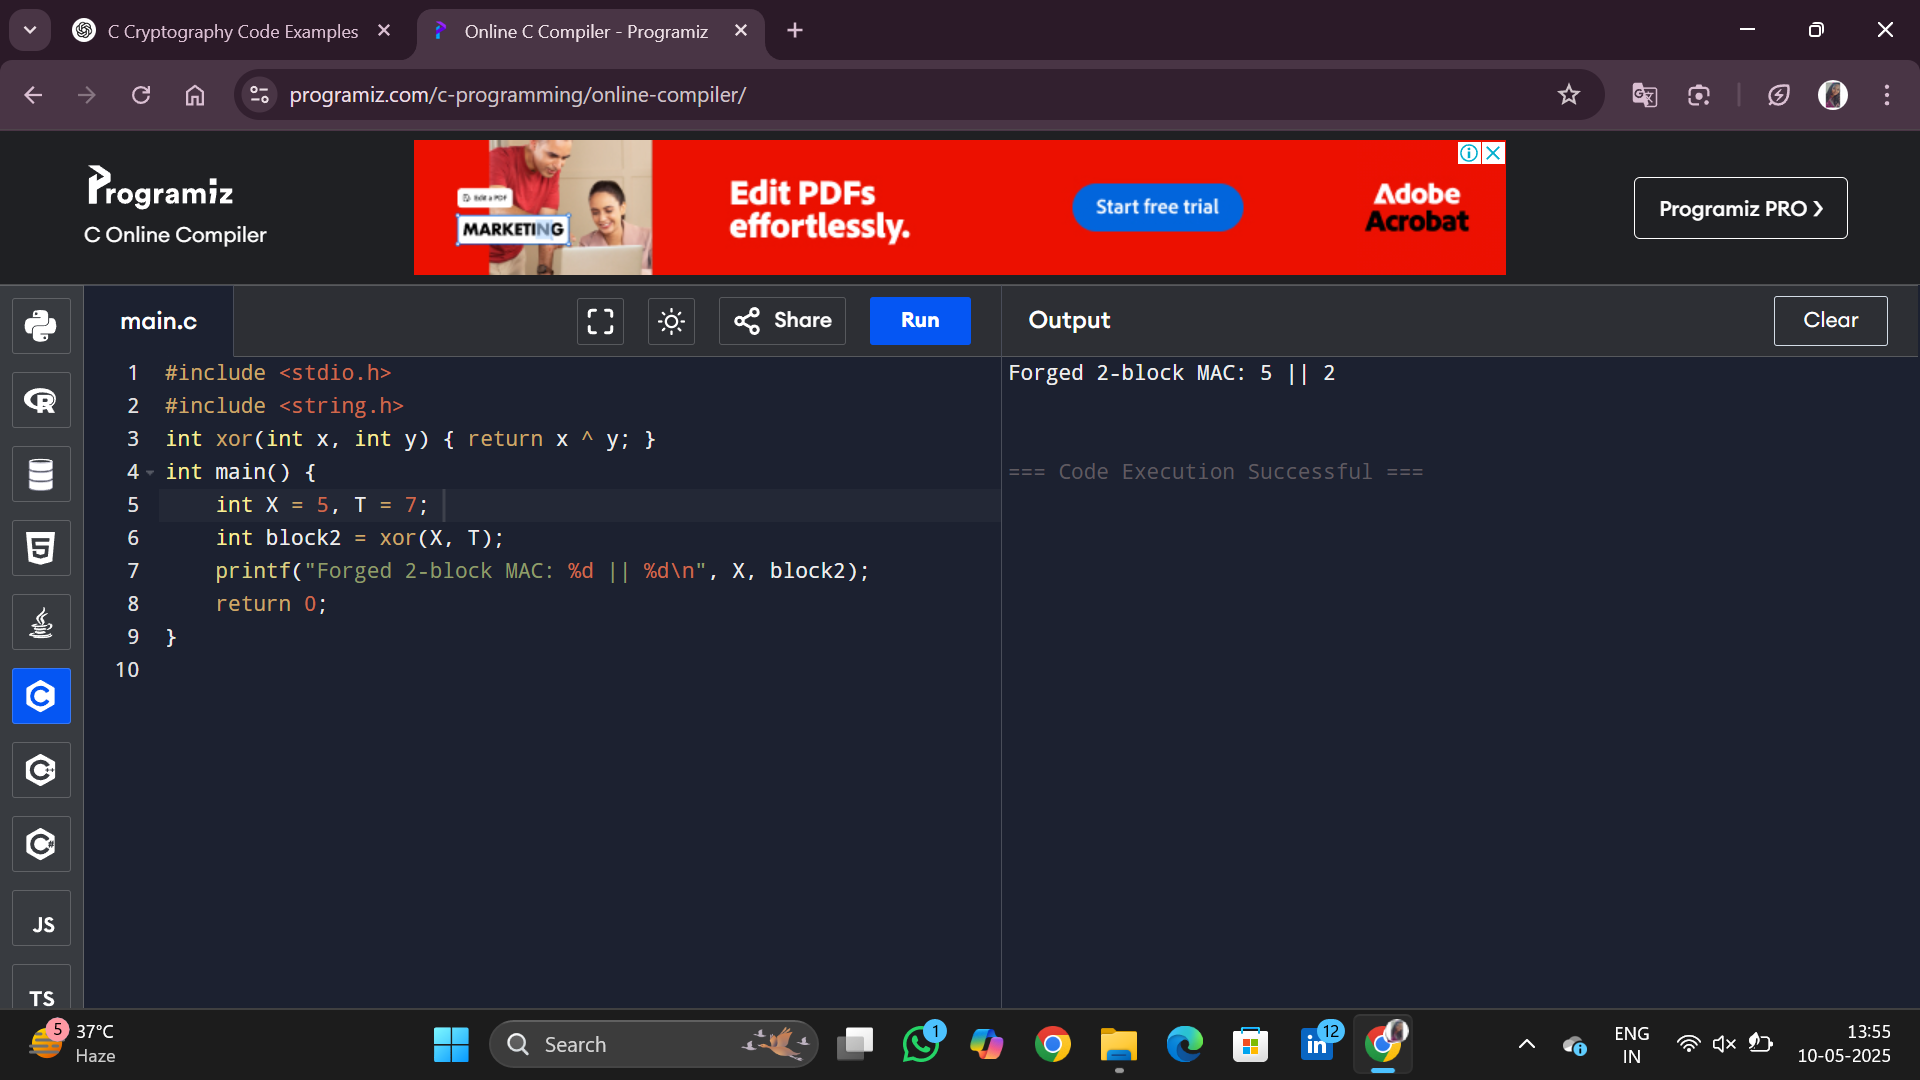 C Cryptography Code Examples
Online C Compiler - Programiz
programiz.com/c-programming/online-compiler/
Programiz
C Online Compiler
Edit a PDF
MARKETING
Edit PDFs
effortlessly.
Start free trial
Adobe
Acrobat
Programiz PRO ❯
main.c
Share
Run
Output
Clear
1 #include <stdio.h>
2 #include <string.h>
3 int xor(int x, int y) { return x ^ y; }
4 int main() {
5 int X = 5, T = 7;
6 int block2 = xor(X, T);
7 printf("Forged 2-block MAC: %d || %d\n", X, block2);
8 return 0;
9 }
10
Forged 2-block MAC: 5 || 2
=== Code Execution Successful ===
5
JS
TS
5
37°C
Haze
Search
1
12
ENG
IN
13:55
10-05-2025